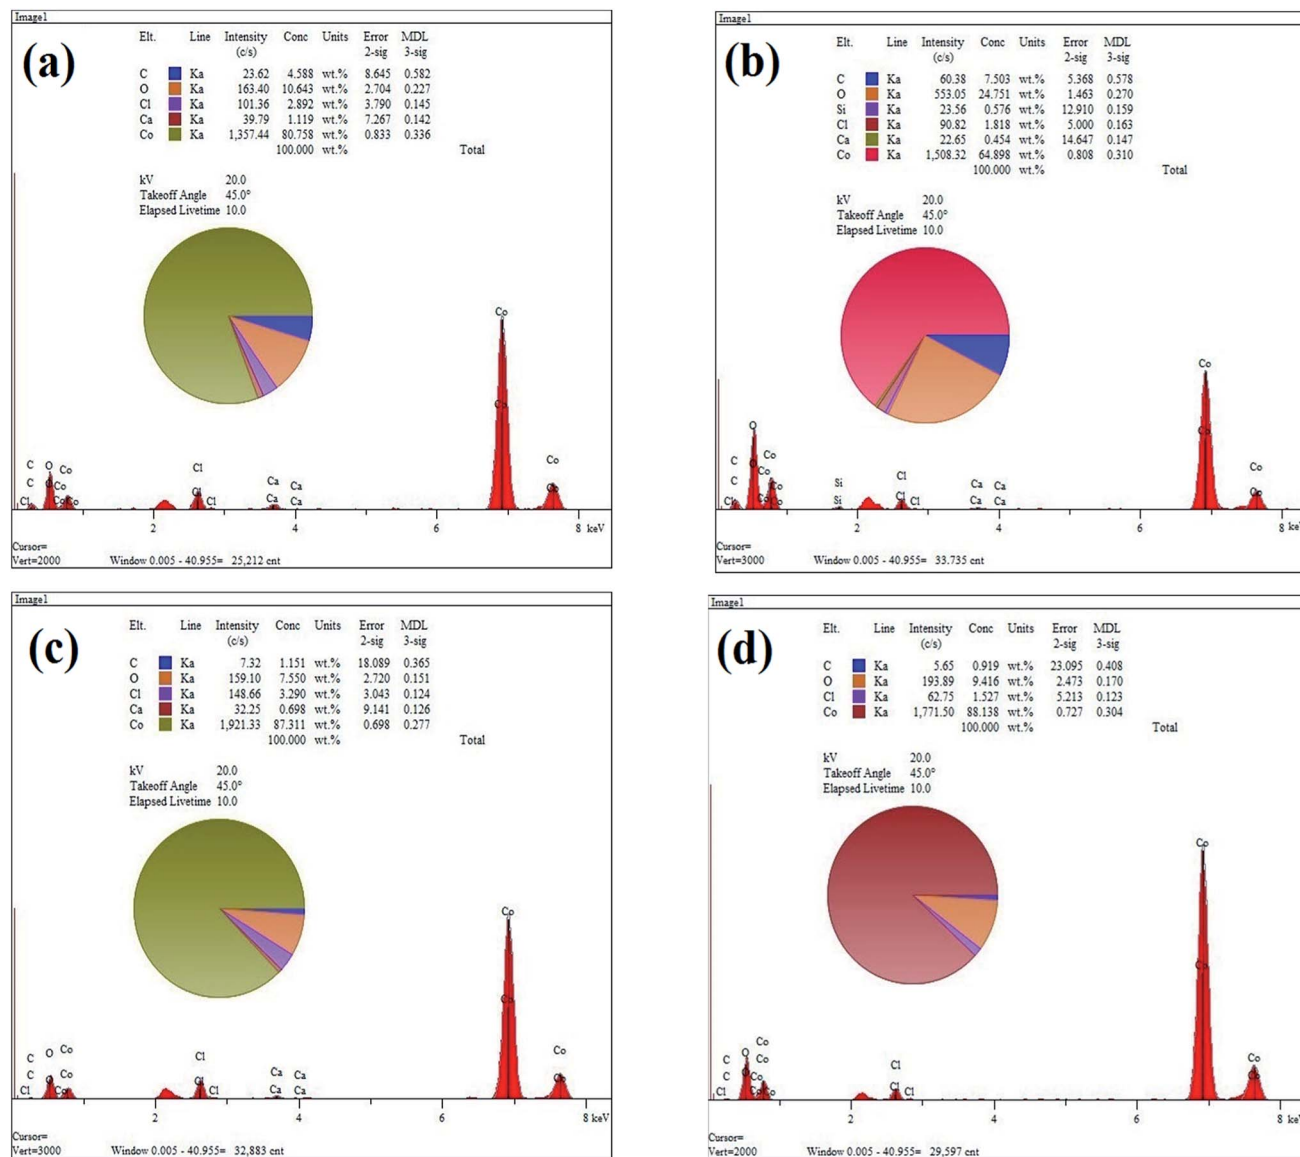 Image1
(a)
Elt. Line Intensity Conc Units Error MDL
(c/s) 2-sig 3-sig
C Ka 23.62 4.588 wt.% 8.645 0.582
O Ka 163.40 10.643 wt.% 2.704 0.227
Cl Ka 101.36 2.892 wt.% 3.790 0.145
Ca Ka 39.79 1.119 wt.% 7.267 0.142
Co Ka 1,357.44 80.758 wt.% 0.833 0.336
100.000 wt.% Total
kV 20.0
Takeoff Angle 45.0°
Elapsed Livetime 10.0
Co
C O Co Cl Ca Ca Co
C Co Cl Ca Ca
Cl Co Co Cl
2 4 6 8 keV
Cursor=
Vert=2000 Window 0.005 - 40.955= 25,212 cnt
Image1
(b)
Elt. Line Intensity Conc Units Error MDL
(c/s) 2-sig 3-sig
C Ka 60.38 7.503 wt.% 5.368 0.578
O Ka 553.05 24.751 wt.% 1.463 0.270
Si Ka 23.56 0.576 wt.% 12.910 0.159
Cl Ka 90.82 1.818 wt.% 5.000 0.163
Ca Ka 22.65 0.454 wt.% 14.647 0.147
Co Ka 1,508.32 64.898 wt.% 0.808 0.310
100.000 wt.% Total
kV 20.0
Takeoff Angle 45.0°
Elapsed Livetime 10.0
Co
O
C Co Co
C Co Co Si Cl Ca Ca
Cl Co Co Si Cl Cl Ca Ca
2 4 6 8 keV
Cursor=
Vert=3000 Window 0.005 - 40.955= 33.735 cnt
Image1
(c)
Elt. Line Intensity Conc Units Error MDL
(c/s) 2-sig 3-sig
C Ka 7.32 1.151 wt.% 18.089 0.365
O Ka 159.10 7.550 wt.% 2.720 0.151
Cl Ka 148.66 3.290 wt.% 3.043 0.124
Ca Ka 32.25 0.698 wt.% 9.141 0.126
Co Ka 1,921.33 87.311 wt.% 0.698 0.277
100.000 wt.% Total
kV 20.0
Takeoff Angle 45.0°
Elapsed Livetime 10.0
Co
C O Co Cl Ca Ca Co
C Co Cl Ca Ca
Cl Co Cl
2 4 6 8 keV
Cursor=
Vert=3000 Window 0.005 - 40.955= 32,883 cnt
Image1
(d)
Elt. Line Intensity Conc Units Error MDL
(c/s) 2-sig 3-sig
C Ka 5.65 0.919 wt.% 23.095 0.408
O Ka 193.89 9.416 wt.% 2.473 0.170
Cl Ka 62.75 1.527 wt.% 5.213 0.123
Co Ka 1,771.50 88.138 wt.% 0.727 0.304
100.000 wt.% Total
kV 20.0
Takeoff Angle 45.0°
Elapsed Livetime 10.0
Co
Co
C O Co Cl Co
C Co Cl
Cl Co Co Cl
2 4 6 8 keV
Cursor=
Vert=2000 Window 0.005 - 40.955= 29,597 cnt